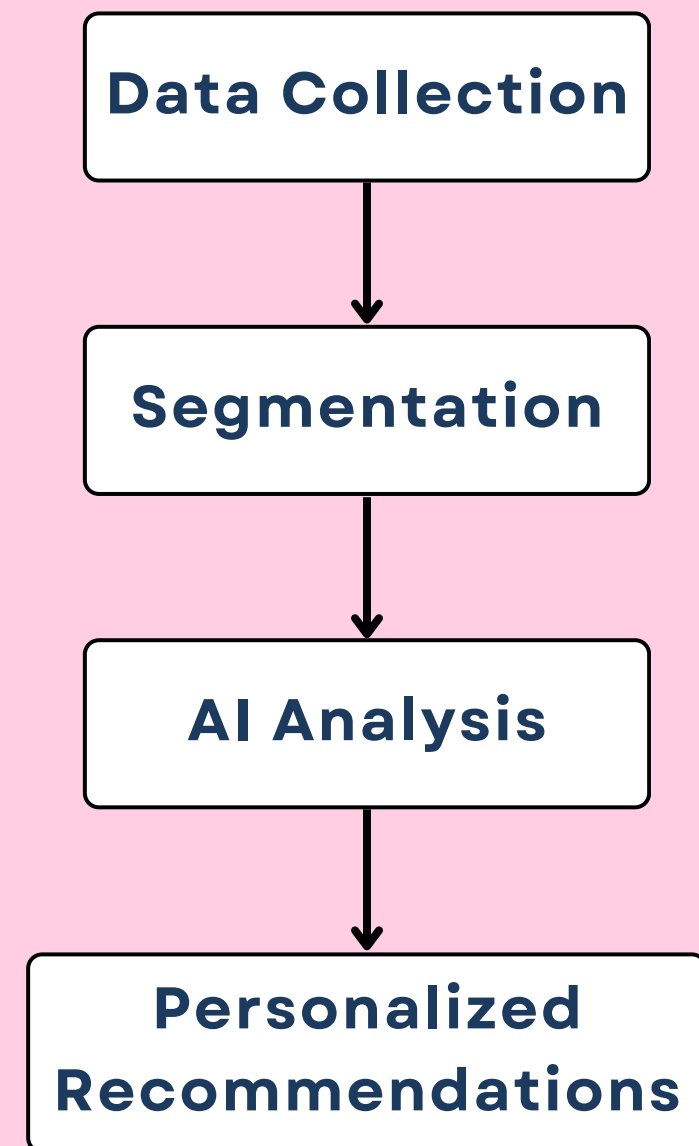 Data Collection
Segmentation
AI Analysis
Personalized
Recommendations